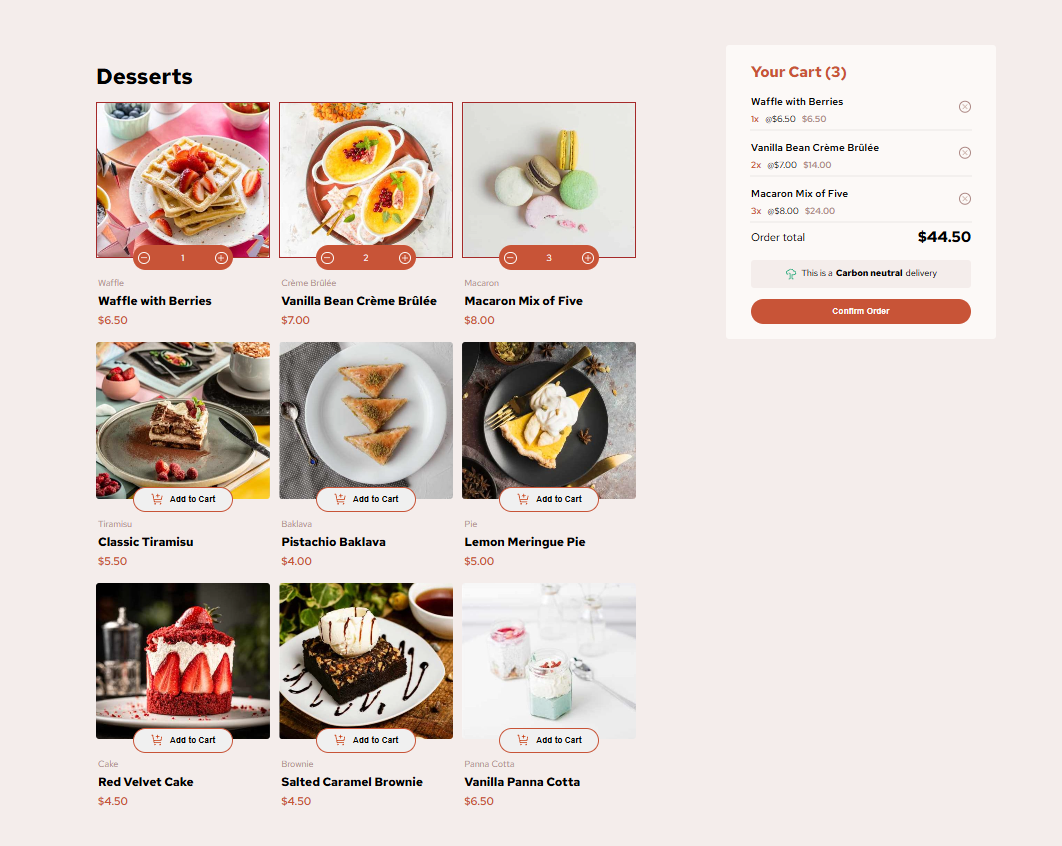 Desserts
1
2
3
Waffle
Crème Brûlée
Macaron
Waffle with Berries
Vanilla Bean Crème Brûlée
Macaron Mix of Five
$6.50
$7.00
$8.00
Add to Cart
Add to Cart
Add to Cart
Tiramisu
Baklava
Pie
Classic Tiramisu
Pistachio Baklava
Lemon Meringue Pie
$5.50
$4.00
$5.00
Add to Cart
Add to Cart
Add to Cart
Cake
Brownie
Panna Cotta
Red Velvet Cake
Salted Caramel Brownie
Vanilla Panna Cotta
$4.50
$4.50
$6.50
Your Cart (3)
Waffle with Berries
1x @$6.50 $6.50
Vanilla Bean Crème Brûlée
2x @$7.00 $14.00
Macaron Mix of Five
3x @$8.00 $24.00
Order total $44.50
This is a Carbon neutral delivery
Confirm Order